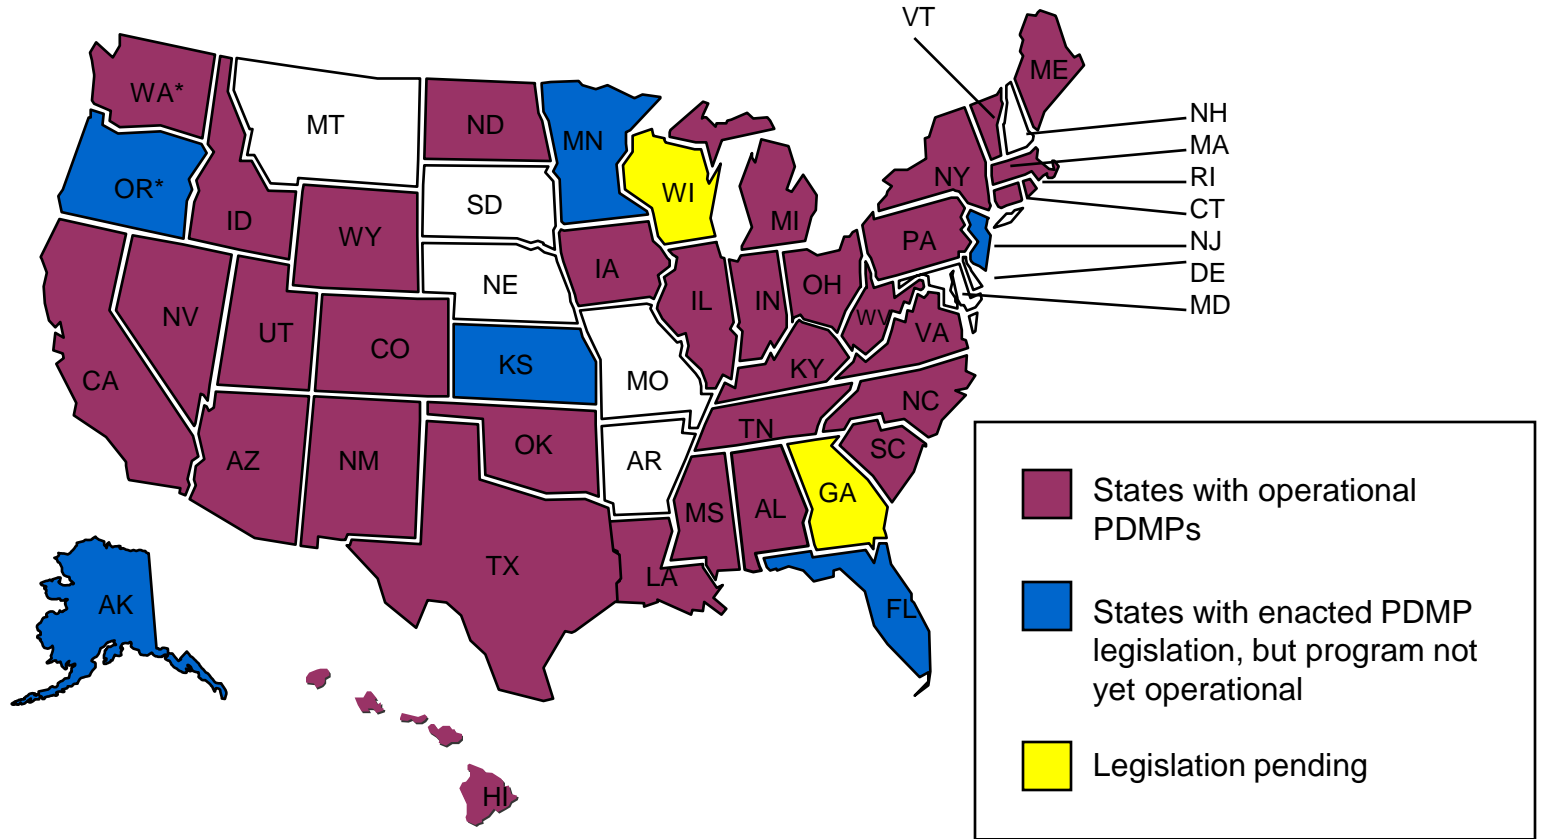 VT
ME
WA*
MT
ND
MN
NH
MA
OR*
ID
WY
SD
WI
MI
NY
RI
CT
PA
NJ
IA
NE
DE
MD
NV
UT
CO
KS
IL
IN
OH
WV
VA
CA
MO
KY
NC
AZ
NM
OK
AR
TN
SC
MS
AL
GA
TX
LA
FL
AK
HI
States with operational
PDMPs
States with enacted PDMP
legislation, but program not
yet operational
Legislation pending